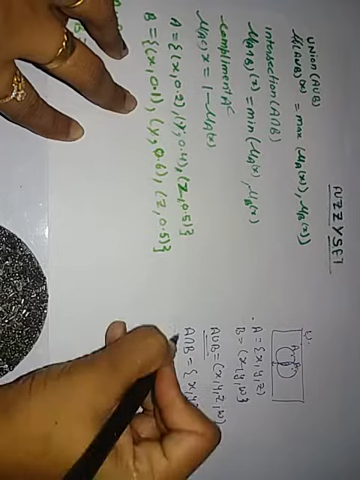 FUZZY SET
UNION (A∪B)
μ(A∪B)(x) = max (μA(x), μB(x))
intersection (A∩B)
μ(A∩B)(x) = min (μA(x), μB(x))
complement Aᶜ
μAᶜ(x) = 1 - μA(x)
A = {(x, 0.2), (y, 0.4), (z, 0.5)}
B = {(x, 0.1), (y, 0.6), (z, 0.5)}
A = {x, y, z}
B = {x, y, w}
A∪B = {x, y, z, w}
A∩B = {x, y